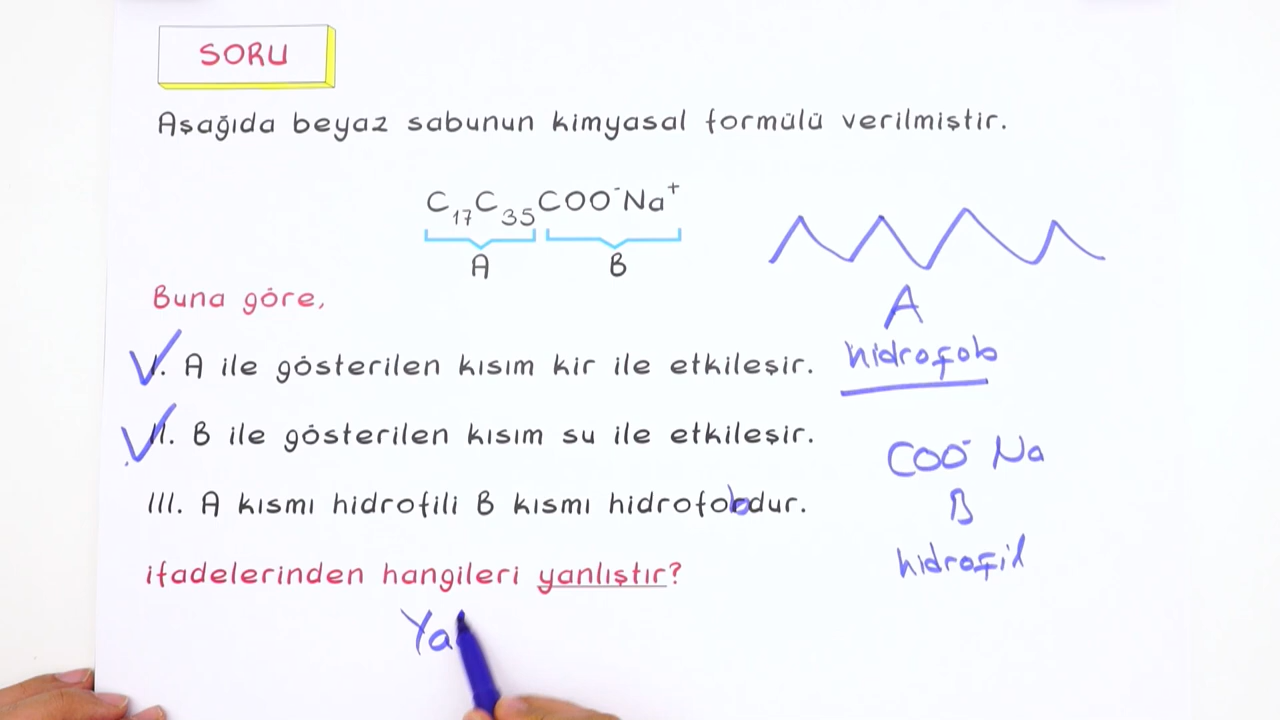 SORU
Aşağıda beyaz sabunun kimyasal formülü verilmiştir.
C₁₇C₃₅COO⁻Na⁺
A B
Buna göre,
I. A ile gösterilen kısım kir ile etkileşir.
II. B ile gösterilen kısım su ile etkileşir.
III. A kısmı hidrofili B kısmı hidrofobdur.
ifadelerinden hangileri yanlıştır?
Ya
A
hidrofob
COO⁻ Na
B
hidrofil